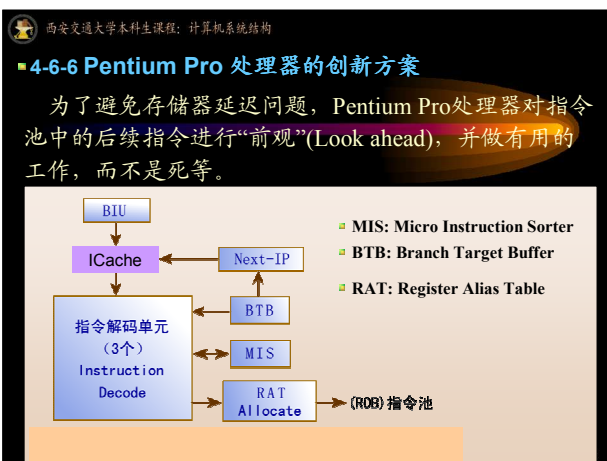 西安交通大学本科生课程：计算机系统结构
4-6-6 Pentium Pro 处理器的创新方案
为了避免存储器延迟问题，Pentium Pro处理器对指令
池中的后续指令进行“前观”(Look ahead)，并做有用的
工作，而不是死等。
BIU
MIS: Micro Instruction Sorter
ICache
Next-IP
BTB: Branch Target Buffer
RAT: Register Alias Table
BTB
指令解码单元
（3个）
Instruction
Decode
MIS
RAT
Allocate
(ROB)指令池